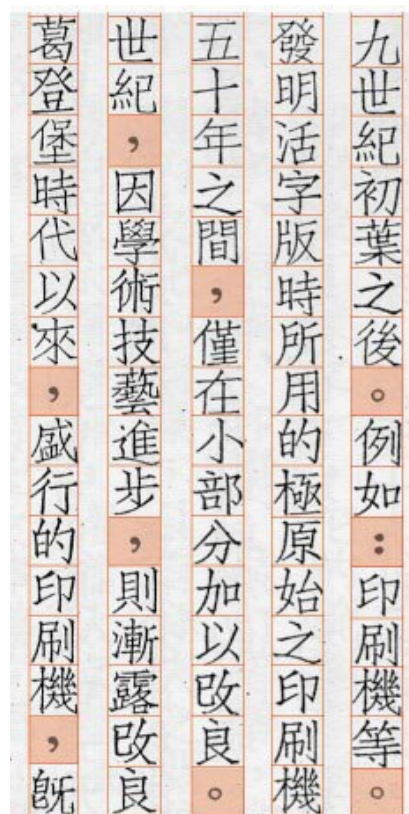 九世紀初葉之後。例如：印刷機等。
發明活字版時所用的極原始之印刷機
五十年之間，僅在小部分加以改良。
世紀，因學術技藝進步，則漸露改良
葛登堡時代以來，盛行的印刷機，旣